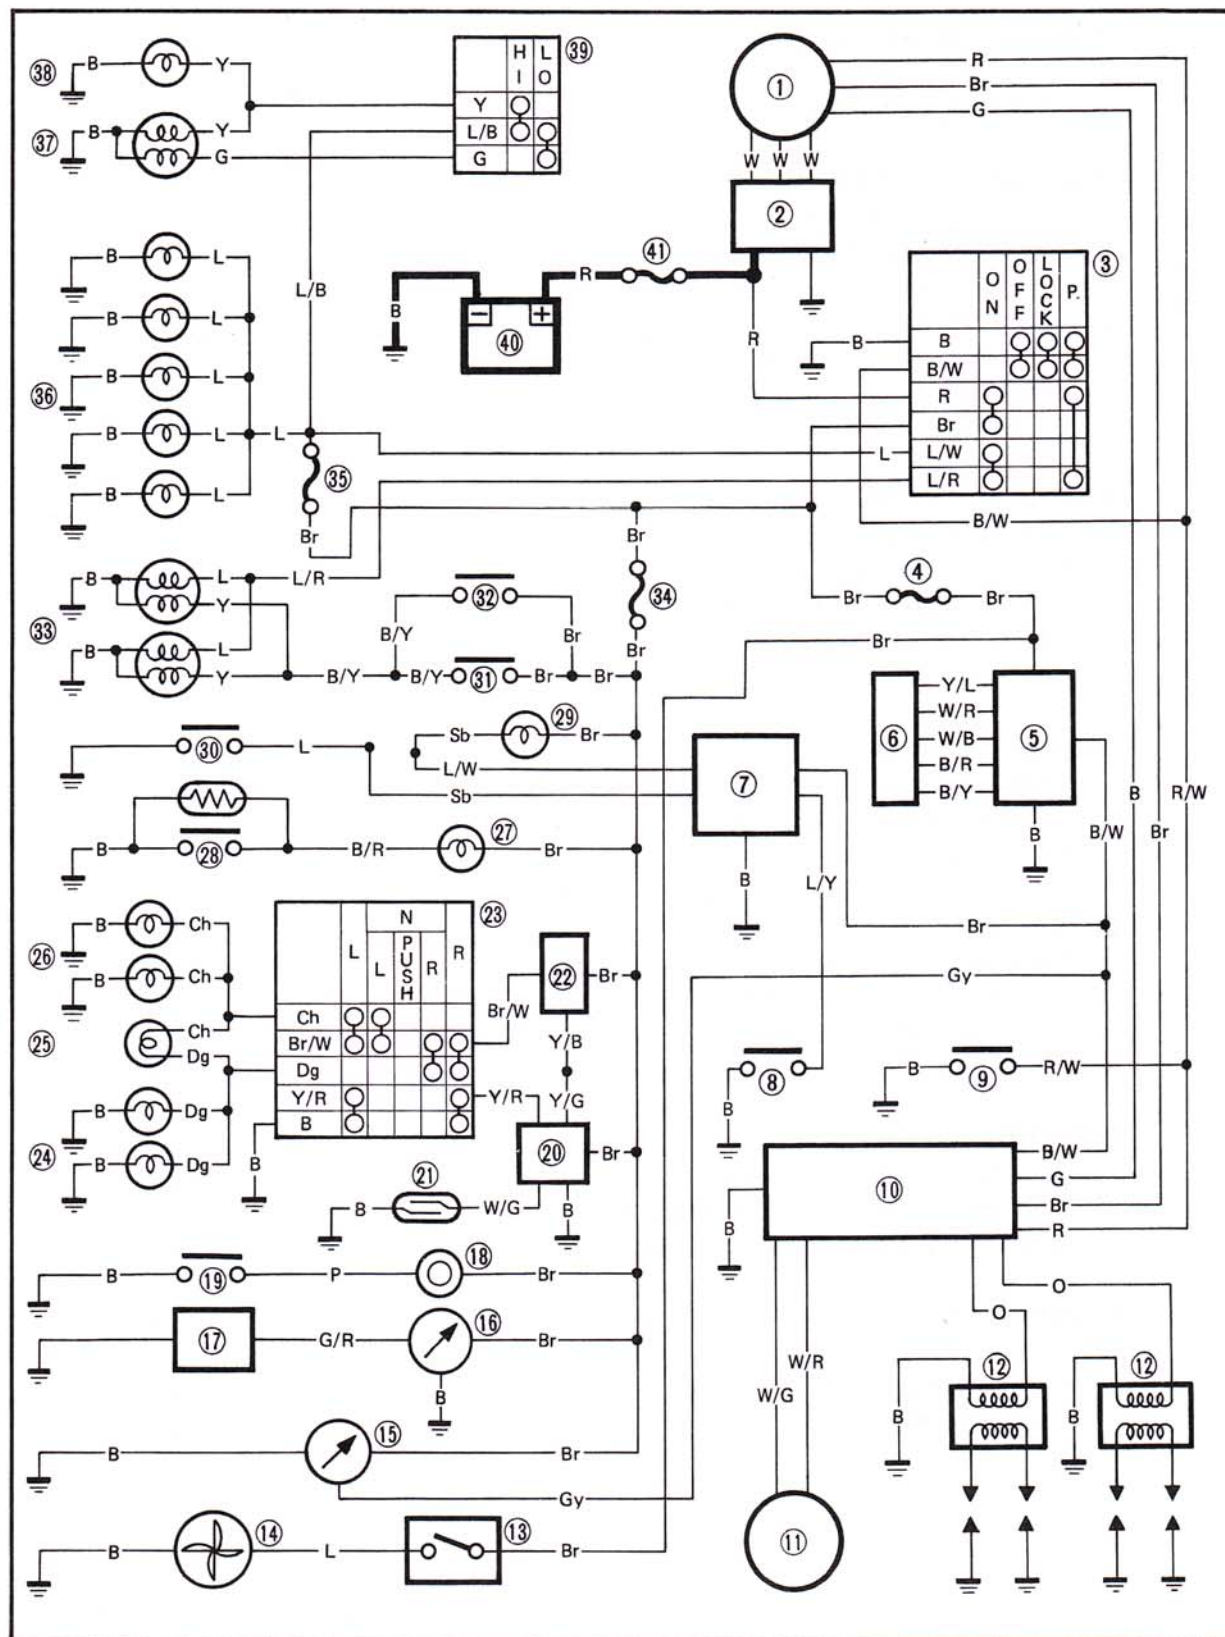 38 B Y
37 B Y
G
HI LO 39
Y
L/B
G
1 R
Br
G
W W W
2
41
R
B
− +
40
R
3
ON OFF LOCK P.
B B
B/W
R
Br
L L/W
L/R
B/W
36
B L
B L
B L
B L
B L
L
L/B
35
Br
33
B L L/R
Y
B L
Y B/Y B/Y 31 Br Br
B/Y 32 Br
Br
34
Br
Br 4 Br
Br
6 5
Y/L
W/R
W/B
B/R
B/Y
B
B/W
B
Br
R/W
30 L
Sb 29 Br
L/W
Sb
7
B
L/Y
Br
Gy
B 28 B/R 27 Br
26
B Ch
B Ch
25
Ch
Dg
24
B Dg
B Dg
23
L N R
L PUSH R
Ch
Br/W
Dg
Y/R
B
B
Br/W
22 Br
Y/B
Y/G
Y/R
20 Br
B
B 21 W/G
8
B
B 9 R/W
10
B/W
G
Br
R
B
O
O
W/G
W/R
11
12 12
B B
B 19 P 18 Br
17 G/R 16 Br
B
B 15 Br
Gy
B 14 L 13 Br